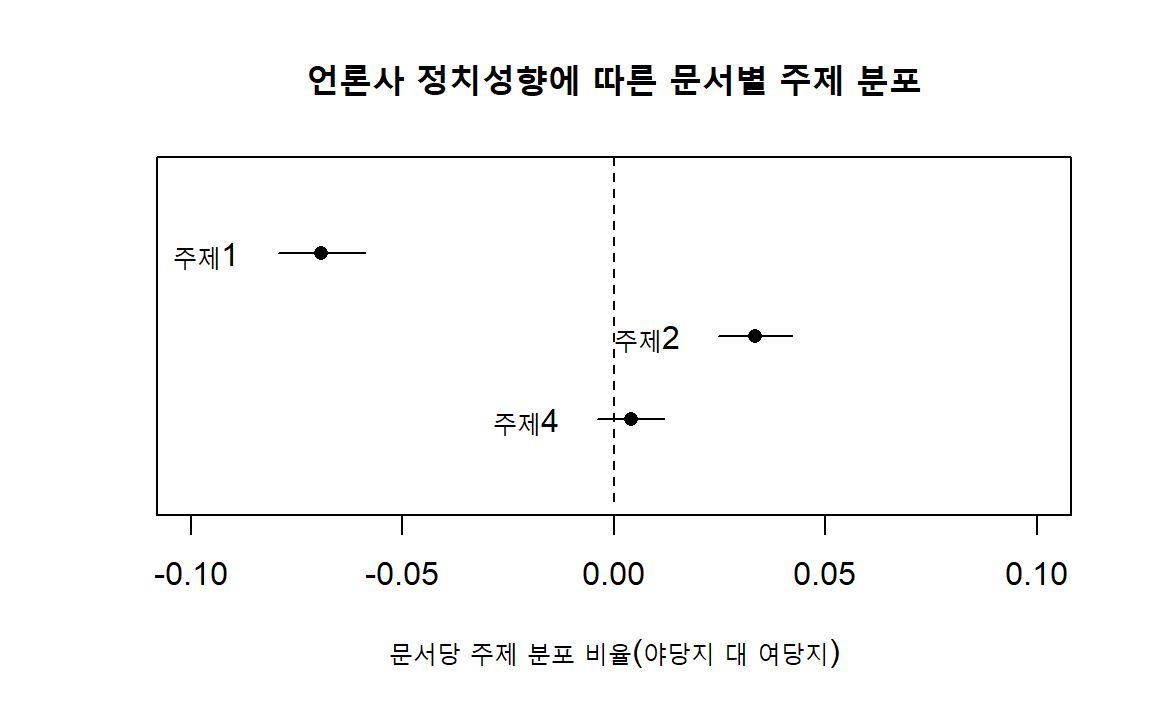 언론사 정치성향에 따른 문서별 주제 분포
주제1
주제2
주제4
-0.10 -0.05 0.00 0.05 0.10
문서당 주제 분포 비율(야당지 대 여당지)